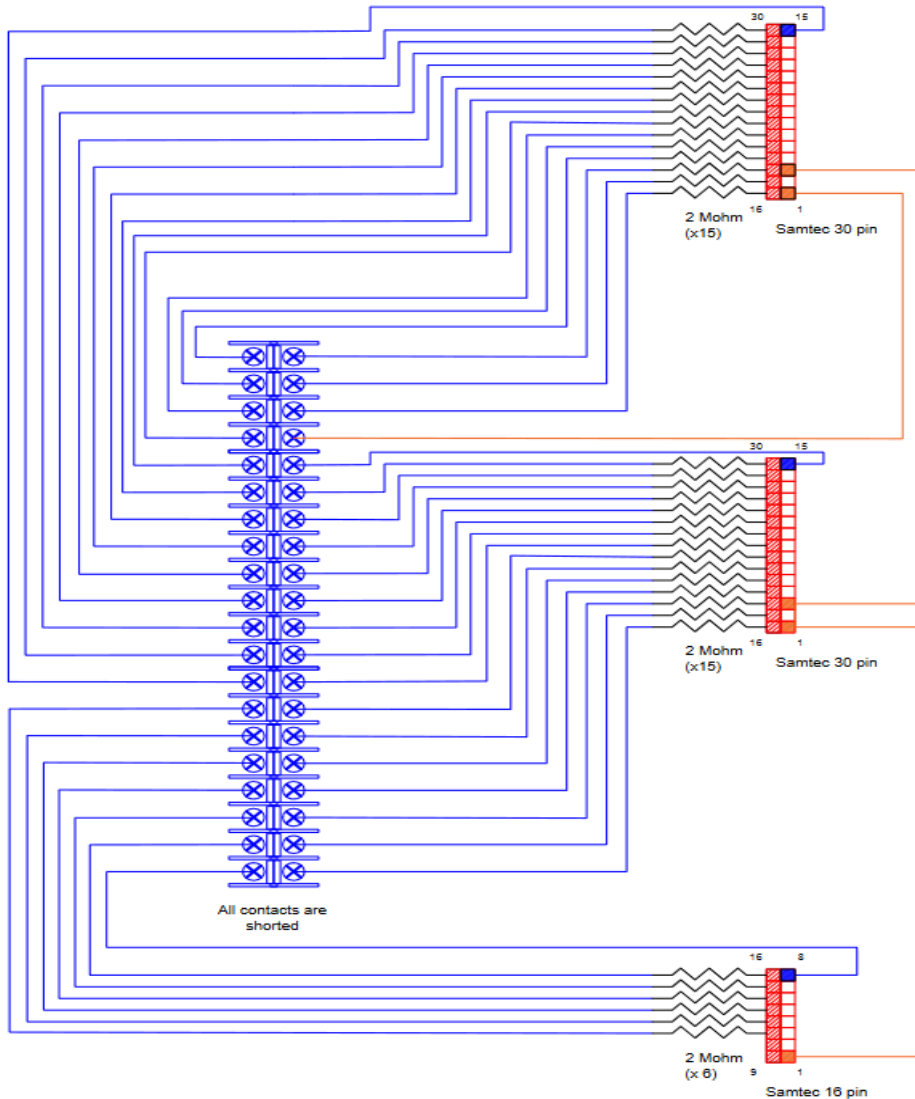 30 15
16 1
2 Mohm
(x15)
Samtec 30 pin
30 15
16 1
2 Mohm
(x15)
Samtec 30 pin
All contacts are
shorted
16 8
9 1
2 Mohm
(x 6)
Samtec 16 pin